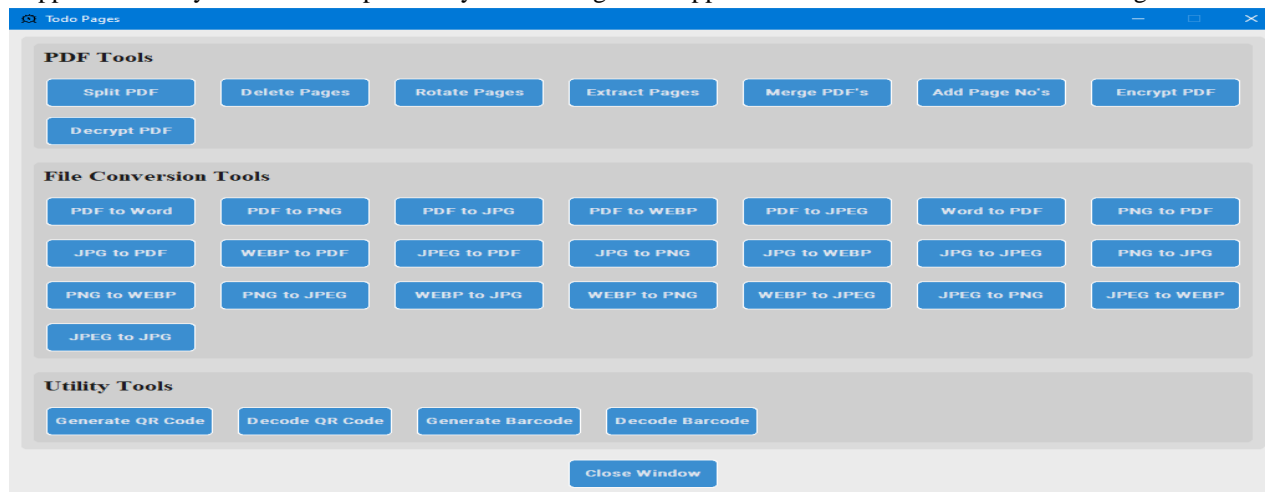 Todo Pages
PDF Tools
Split PDF Delete Pages Rotate Pages Extract Pages Merge PDF's Add Page No's Encrypt PDF
Decrypt PDF
File Conversion Tools
PDF to Word PDF to PNG PDF to JPG PDF to WEBP PDF to JPEG Word to PDF PNG to PDF
JPG to PDF WEBP to PDF JPEG to PDF JPG to PNG JPG to WEBP JPG to JPEG PNG to JPG
PNG to WEBP PNG to JPEG WEBP to JPG WEBP to PNG WEBP to JPEG JPEG to PNG JPEG to WEBP
JPEG to JPG
Utility Tools
Generate QR Code Decode QR Code Generate Barcode Decode Barcode
Close Window